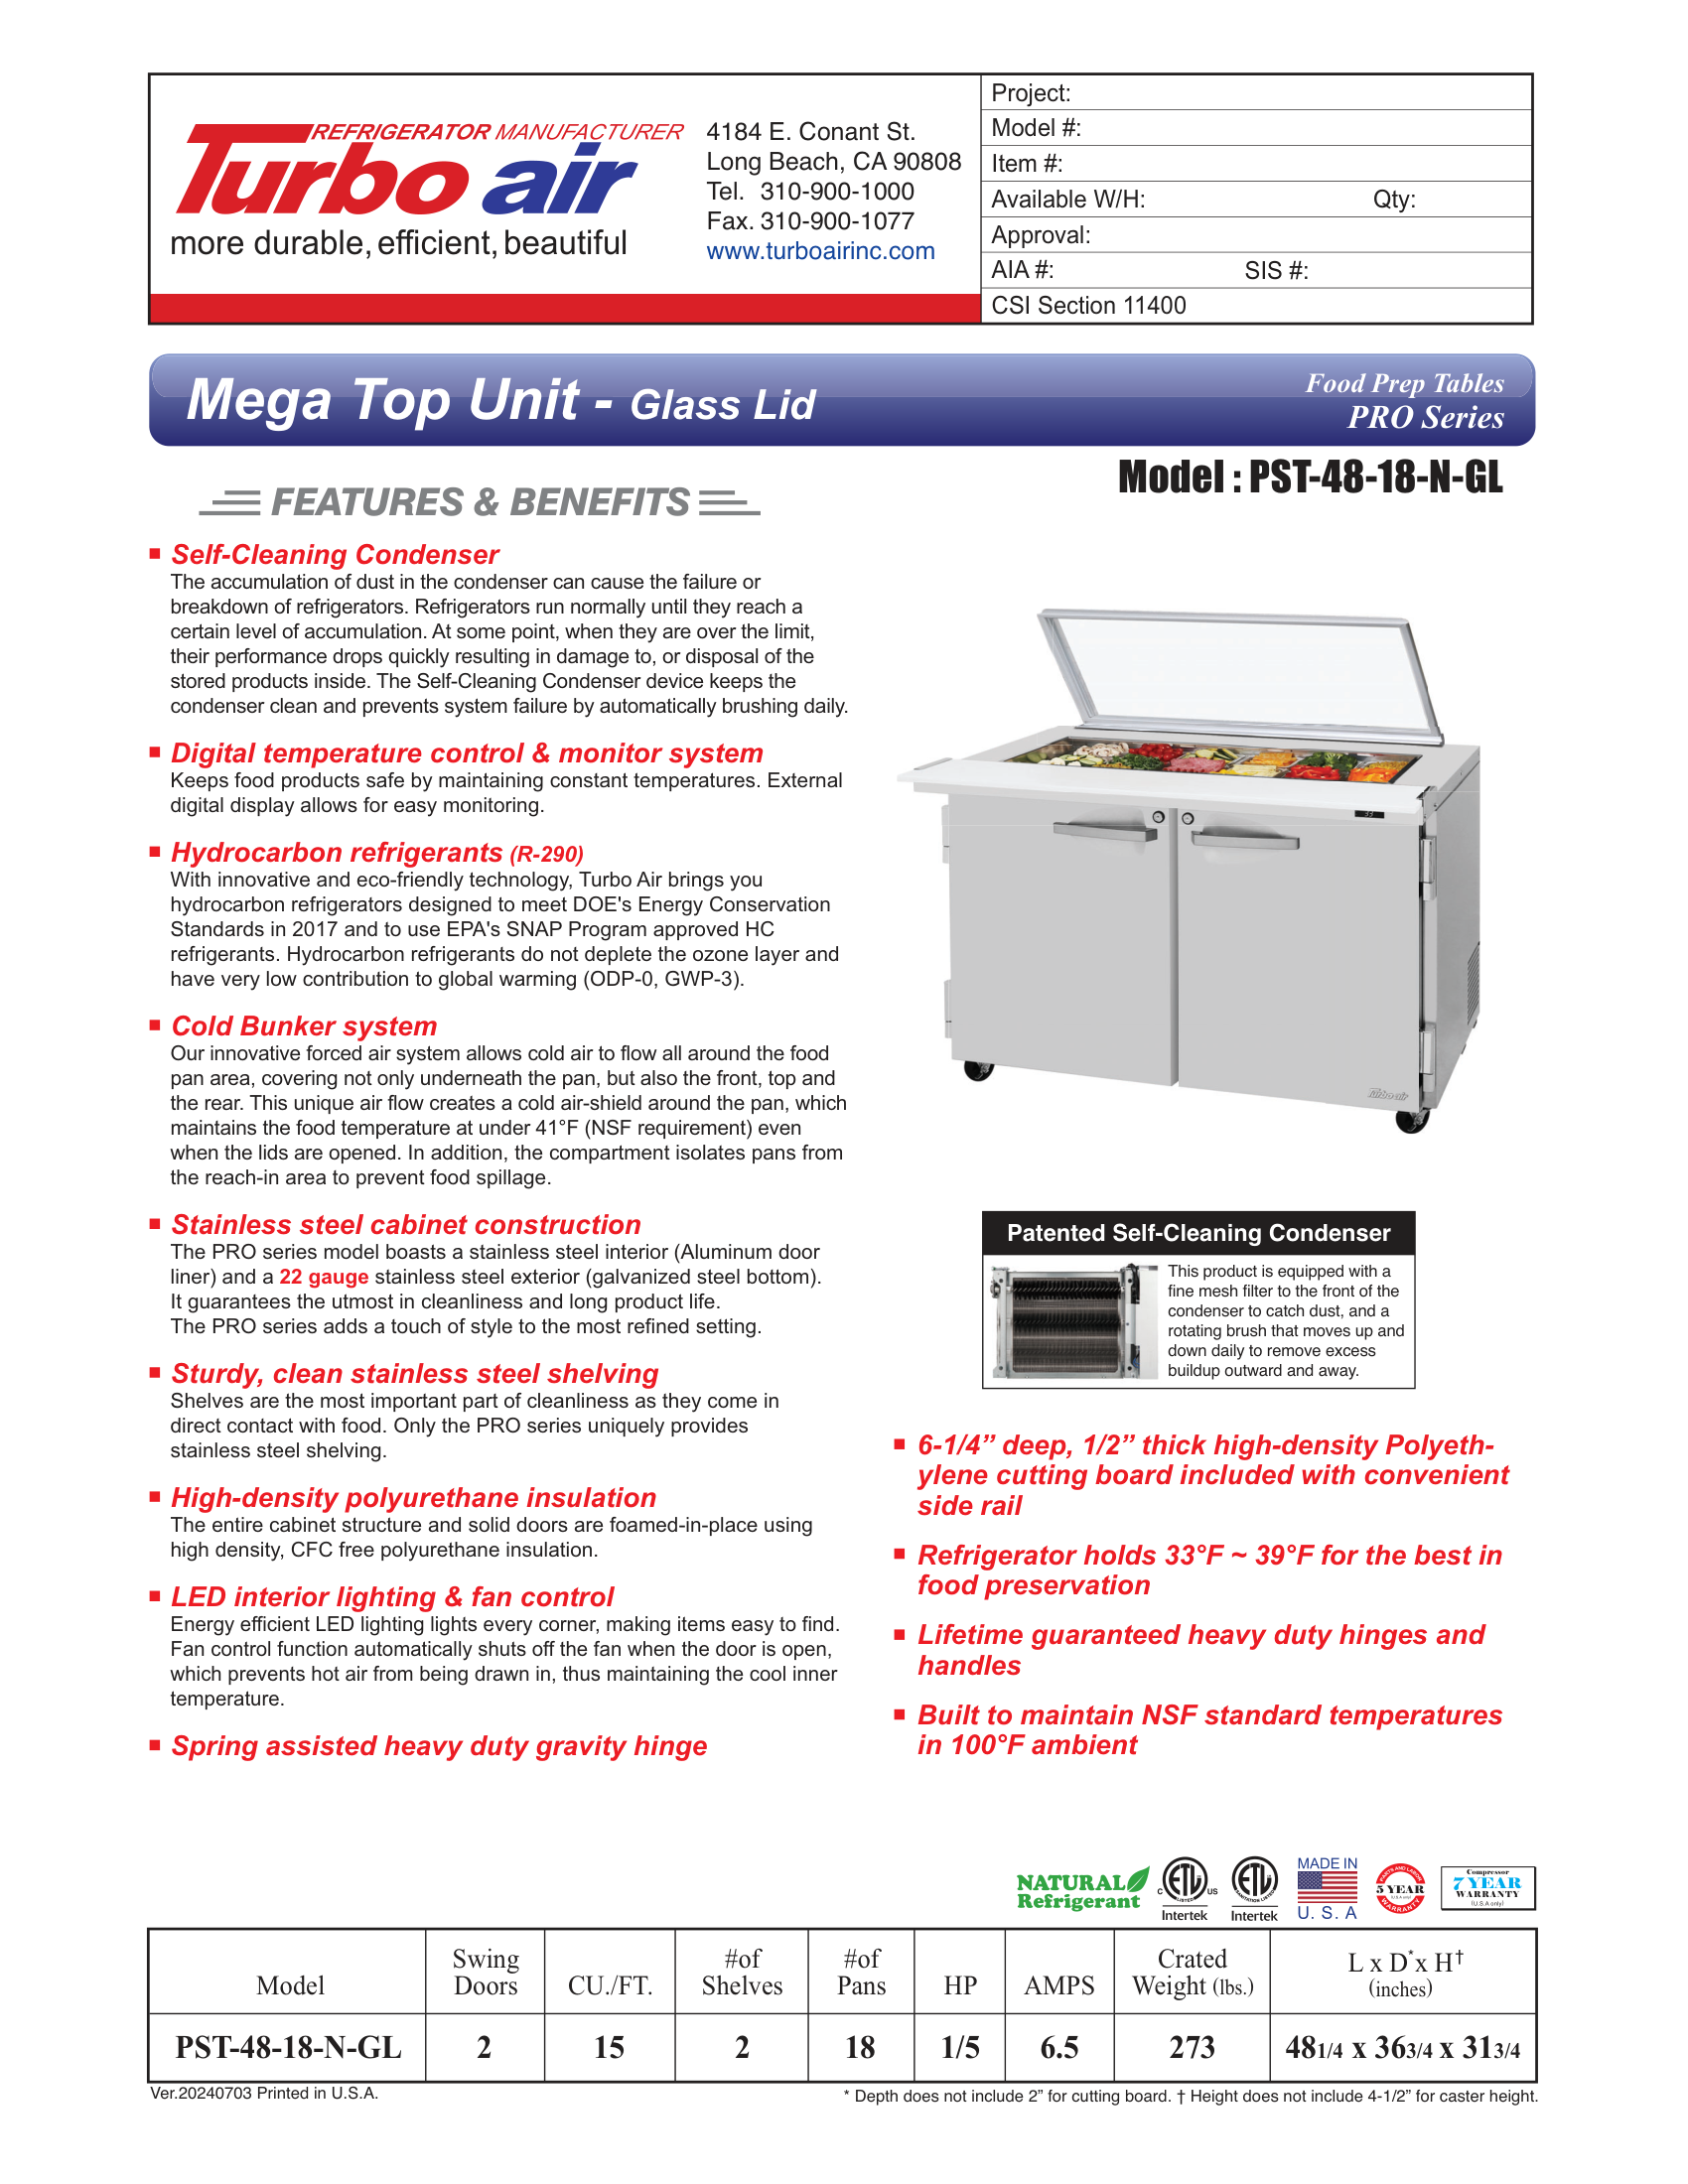 REFRIGERATOR MANUFACTURER
Turbo air
more durable, efficient, beautiful
4184 E. Conant St.
Long Beach, CA 90808
Tel. 310-900-1000
Fax. 310-900-1077
www.turboairinc.com
Project:
Model #:
Item #:
Available W/H: Qty:
Approval:
AIA #: SIS #:
CSI Section 11400
Mega Top Unit - Glass Lid
Food Prep Tables
PRO Series
Model : PST-48-18-N-GL
FEATURES & BENEFITS
Self-Cleaning Condenser
The accumulation of dust in the condenser can cause the failure or
breakdown of refrigerators. Refrigerators run normally until they reach a
certain level of accumulation. At some point, when they are over the limit,
their performance drops quickly resulting in damage to, or disposal of the
stored products inside. The Self-Cleaning Condenser device keeps the
condenser clean and prevents system failure by automatically brushing daily.
Digital temperature control & monitor system
Keeps food products safe by maintaining constant temperatures. External
digital display allows for easy monitoring.
Hydrocarbon refrigerants (R-290)
With innovative and eco-friendly technology, Turbo Air brings you
hydrocarbon refrigerators designed to meet DOE's Energy Conservation
Standards in 2017 and to use EPA's SNAP Program approved HC
refrigerants. Hydrocarbon refrigerants do not deplete the ozone layer and
have very low contribution to global warming (ODP-0, GWP-3).
Cold Bunker system
Our innovative forced air system allows cold air to flow all around the food
pan area, covering not only underneath the pan, but also the front, top and
the rear. This unique air flow creates a cold air-shield around the pan, which
maintains the food temperature at under 41°F (NSF requirement) even
when the lids are opened. In addition, the compartment isolates pans from
the reach-in area to prevent food spillage.
Stainless steel cabinet construction
The PRO series model boasts a stainless steel interior (Aluminum door
liner) and a 22 gauge stainless steel exterior (galvanized steel bottom).
It guarantees the utmost in cleanliness and long product life.
The PRO series adds a touch of style to the most refined setting.
Sturdy, clean stainless steel shelving
Shelves are the most important part of cleanliness as they come in
direct contact with food. Only the PRO series uniquely provides
stainless steel shelving.
High-density polyurethane insulation
The entire cabinet structure and solid doors are foamed-in-place using
high density, CFC free polyurethane insulation.
LED interior lighting & fan control
Energy efficient LED lighting lights every corner, making items easy to find.
Fan control function automatically shuts off the fan when the door is open,
which prevents hot air from being drawn in, thus maintaining the cool inner
temperature.
Spring assisted heavy duty gravity hinge
33
Turbo air
Patented Self-Cleaning Condenser
This product is equipped with a
fine mesh filter to the front of the
condenser to catch dust, and a
rotating brush that moves up and
down daily to remove excess
buildup outward and away.
6-1/4” deep, 1/2” thick high-density Polyeth-
ylene cutting board included with convenient
side rail
Refrigerator holds 33°F ~ 39°F for the best in
food preservation
Lifetime guaranteed heavy duty hinges and
handles
Built to maintain NSF standard temperatures
in 100°F ambient
NATURAL
Refrigerant
C ETL US
LISTED
Intertek
ETL
SANITATION LISTED
Intertek
MADE IN
U. S. A
PARTS AND LABOR
5 YEAR
(U.S.A only)
WARRANTY
Compressor
7 YEAR
WARRANTY
(U.S.A only)
Model Swing Doors CU./FT. #of Shelves #of Pans HP AMPS Crated Weight (lbs.) L x D* x H† (inches)
PST-48-18-N-GL 2 15 2 18 1/5 6.5 273 481/4 x 363/4 x 313/4
Ver.20240703 Printed in U.S.A.
* Depth does not include 2” for cutting board. † Height does not include 4-1/2” for caster height.